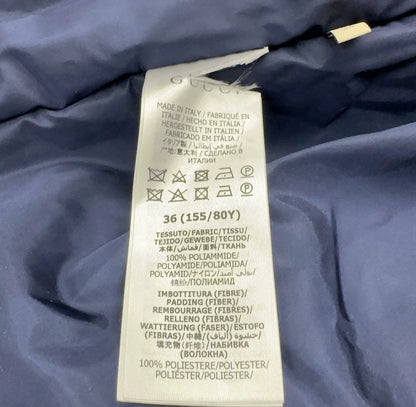 GUCCI
MADE IN ITALY / FABRIQUÉ EN
ITALIE / HECHO EN ITALIA /
HERGESTELLT IN ITALIEN /
FABRICADO EM ITÁLIA /
イタリア製 / صنع في إيطاليا /
产地:意大利 / СДЕЛАНО В
ИТАЛИИ
36 (155/80Y)
TESSUTO/FABRIC/TISSU/
TEJIDO/GEWEBE/TECIDO/
本体/قماش/面料/ТКАНЬ
100% POLIAMMIDE/
POLYAMIDE/POLIAMIDA/
POLYAMID/ナイロン/بولي أميد/
锦纶/ПОЛИАМИД
IMBOTTITURA (FIBRE)/
PADDING (FIBER) /
REMBOURRAGE (FIBRES)/
RELLENO (FIBRAS)/
WATTIERUNG (FASER)/ESTOFO
(FIBRAS)/中輪/حشوة (ألياف)/
填充物(纤维)/НАБИВКА
(ВОЛОКНА)
100% POLIESTERE/POLYESTER/
POLIÉSTER/POLYESTER/